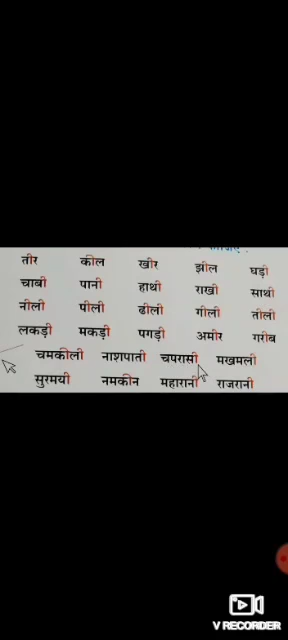 तीर कील खीर झील घड़ी
चाबी पानी हाथी राखी साथी
नीली पीली ढीली गीली तीली
लकड़ी मकड़ी पगड़ी अमीर गरीब
चमकीली नाशपाती चपरासी मखमली
सुरमयी नमकीन महारानी राजरानी
V RECORDER